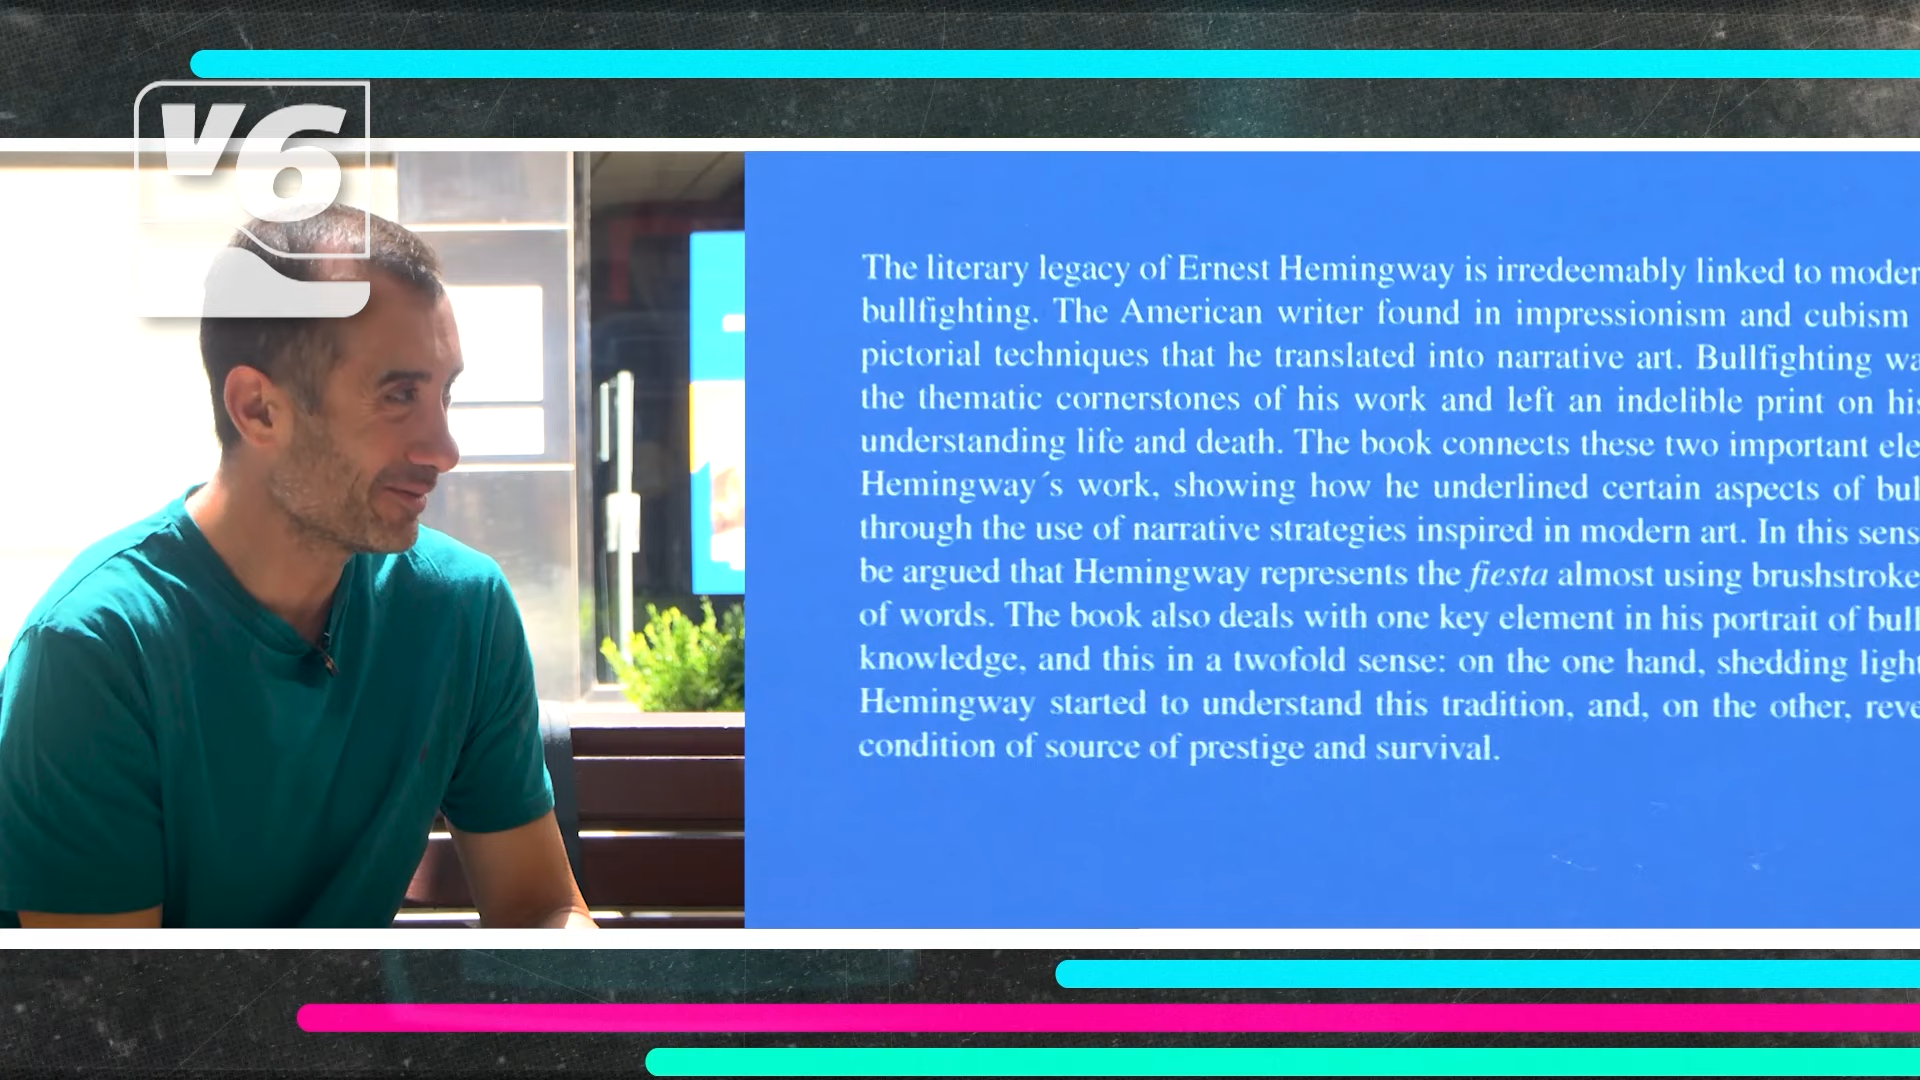 v6
The literary legacy of Ernest Hemingway is irredeemably linked to moder
bullfighting. The American writer found in impressionism and cubism
pictorial techniques that he translated into narrative art. Bullfighting wa
the thematic cornerstones of his work and left an indelible print on his
understanding life and death. The book connects these two important ele
Hemingway´s work, showing how he underlined certain aspects of bul
through the use of narrative strategies inspired in modern art. In this sens
be argued that Hemingway represents the fiesta almost using brushstroke
of words. The book also deals with one key element in his portrait of bull
knowledge, and this in a twofold sense: on the one hand, shedding light
Hemingway started to understand this tradition, and, on the other, reve
condition of source of prestige and survival.